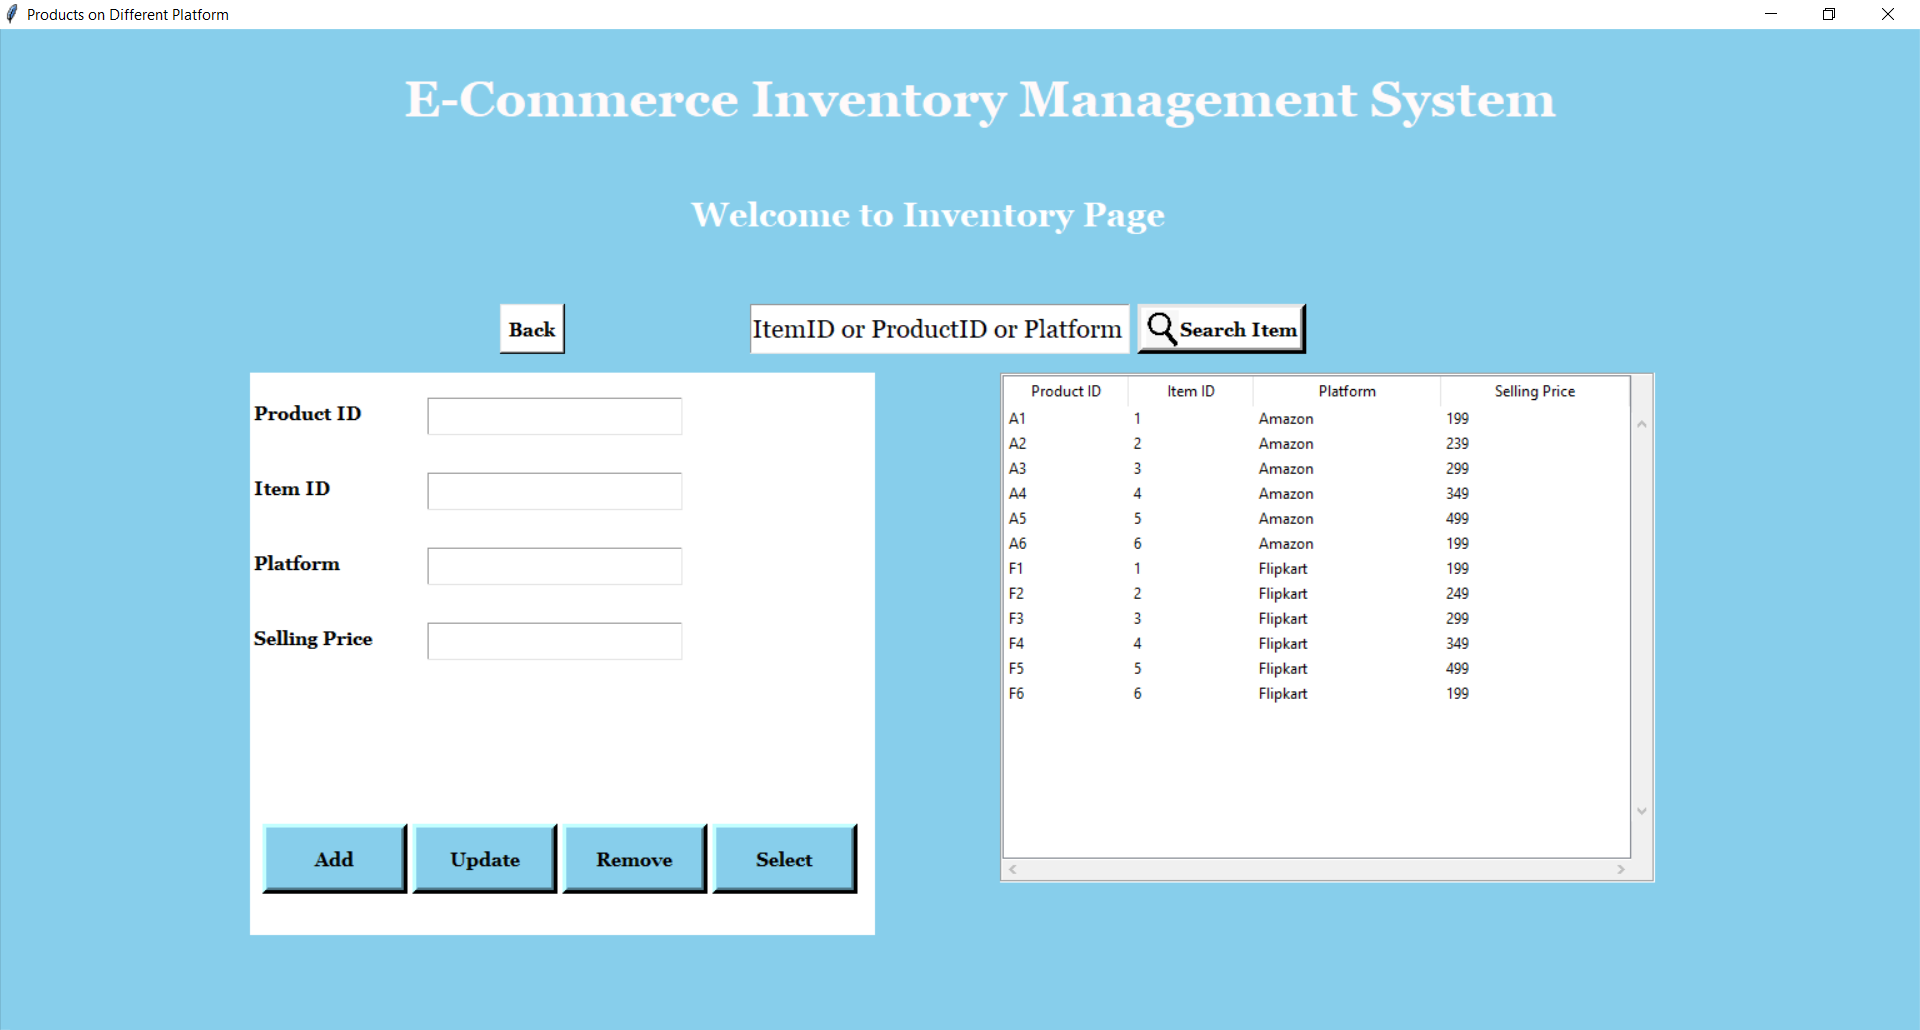 Products on Different Platform
E-Commerce Inventory Management System
Welcome to Inventory Page
Back
ItemID or ProductID or Platform
Search Item
Product ID
Item ID
Platform
Selling Price
Add Update Remove Select
Product ID Item ID Platform Selling Price
A1 1 Amazon 199
A2 2 Amazon 239
A3 3 Amazon 299
A4 4 Amazon 349
A5 5 Amazon 499
A6 6 Amazon 199
F1 1 Flipkart 199
F2 2 Flipkart 249
F3 3 Flipkart 299
F4 4 Flipkart 349
F5 5 Flipkart 499
F6 6 Flipkart 199